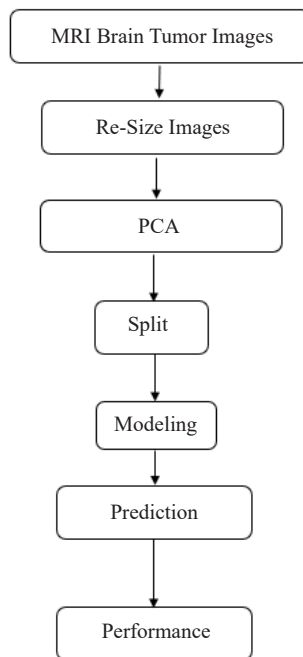 MRI Brain Tumor Images
Re-Size Images
PCA
Split
Modeling
Prediction
Performance